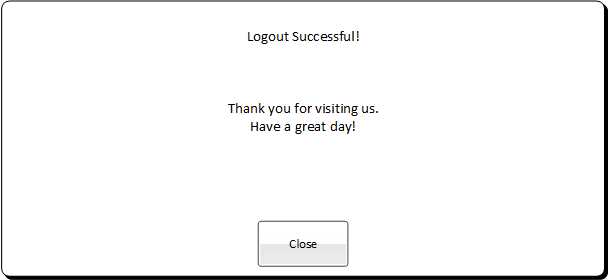 Logout Successful!
Thank you for visiting us.
Have a great day!
Close